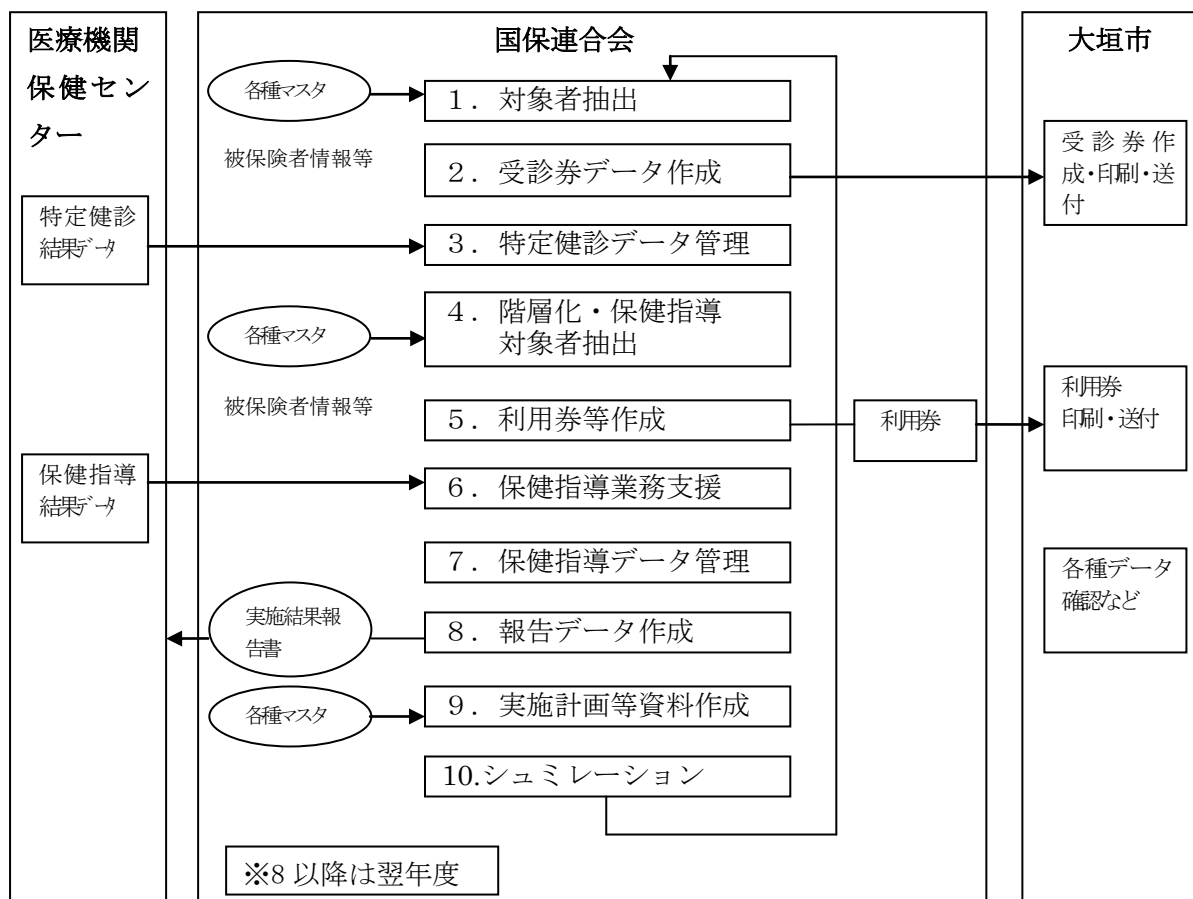 医療機関
保健セン
ター
特定健診
結果データ
保健指導
結果データ
国保連合会
各種マスタ
1．対象者抽出
被保険者情報等
2．受診券データ作成
3．特定健診データ管理
各種マスタ
4．階層化・保健指導
対象者抽出
被保険者情報等
5．利用券等作成
利用券
6．保健指導業務支援
7．保健指導データ管理
実施結果報
告書
8．報告データ作成
各種マスタ
9．実施計画等資料作成
10.シュミレーション
※8 以降は翌年度
大垣市
受診券作
成・印刷・送
付
利用券
印刷・送付
各種データ
確認など